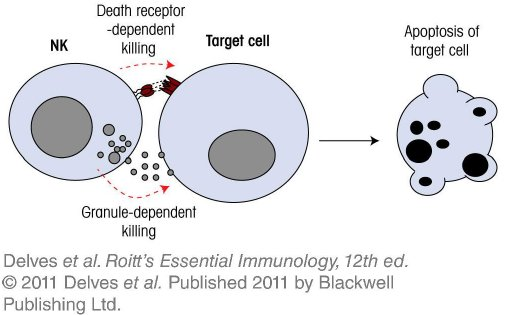 Death receptor
-dependent
killing
NK
Target cell
Apoptosis of
target cell
Granule-dependent
killing
Delves et al. Roitt's Essential Immunology, 12th ed.
© 2011 Delves et al. Published 2011 by Blackwell
Publishing Ltd.